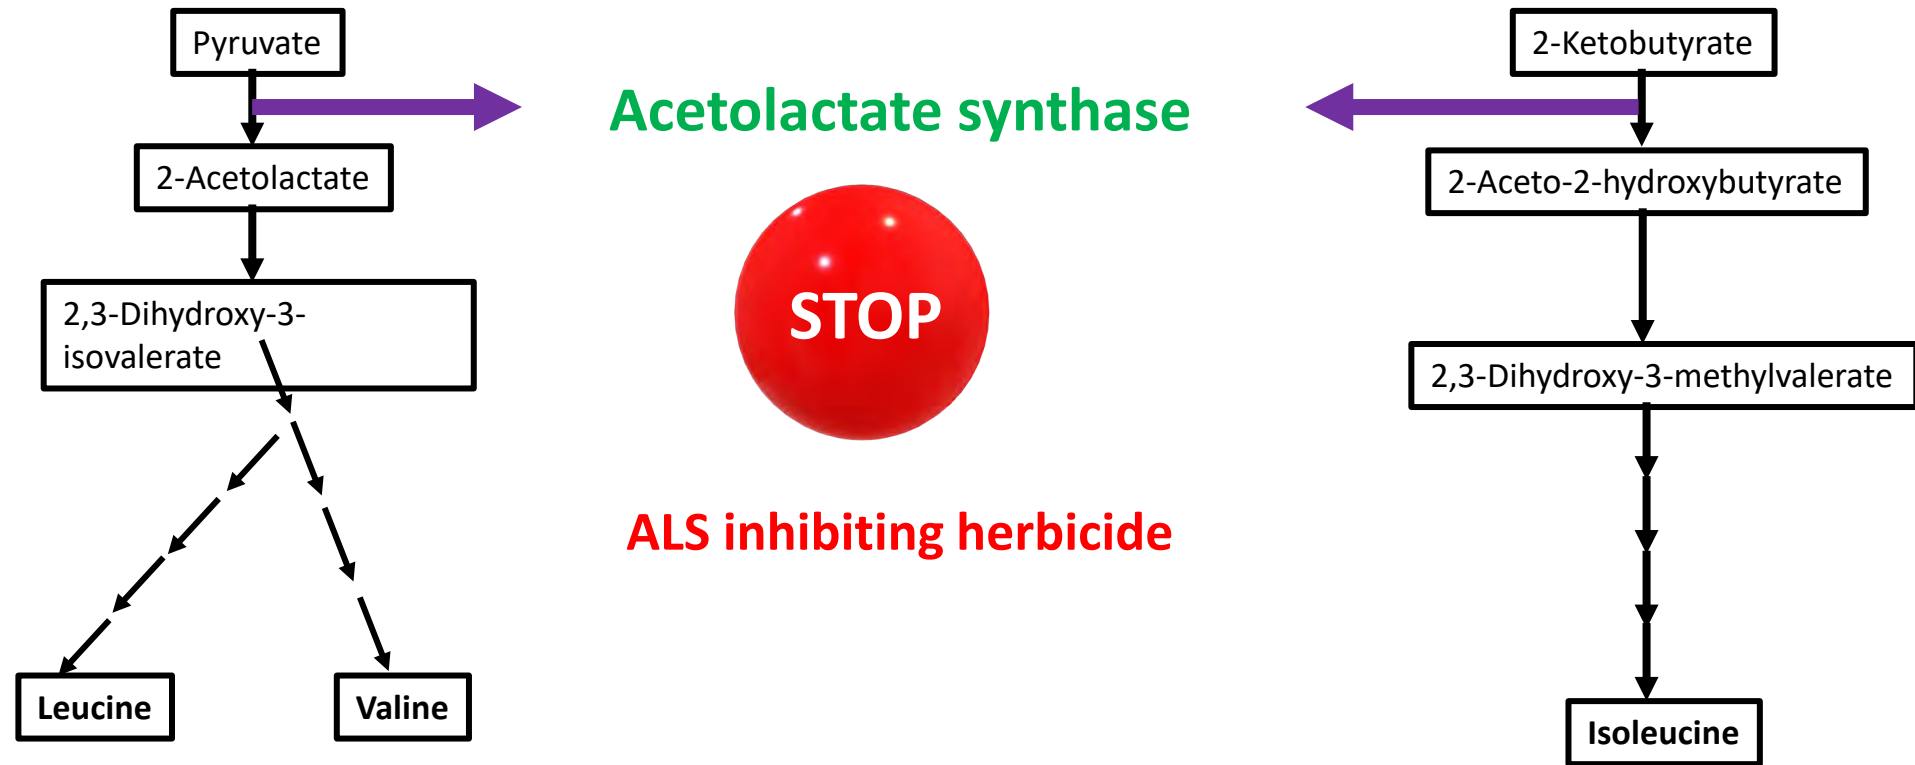 Pyruvate
2-Acetolactate
2,3-Dihydroxy-3-
isovalerate
Leucine
Valine
Acetolactate synthase
STOP
ALS inhibiting herbicide
2-Ketobutyrate
2-Aceto-2-hydroxybutyrate
2,3-Dihydroxy-3-methylvalerate
Isoleucine